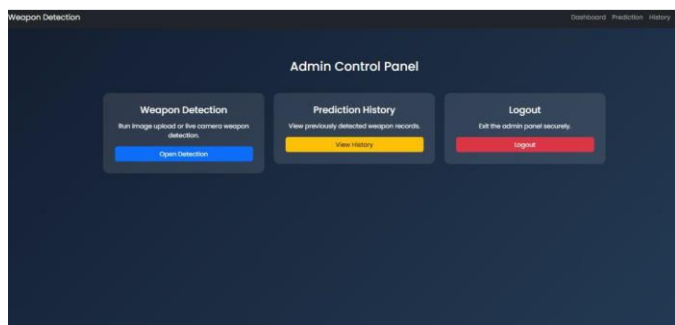 Weapon Detection
Dashboard Prediction History
Admin Control Panel
Weapon Detection
Run image upload or live camera weapon
detection.
Open Detection
Prediction History
View previously detected weapon records.
View History
Logout
Exit the admin panel securely.
Logout